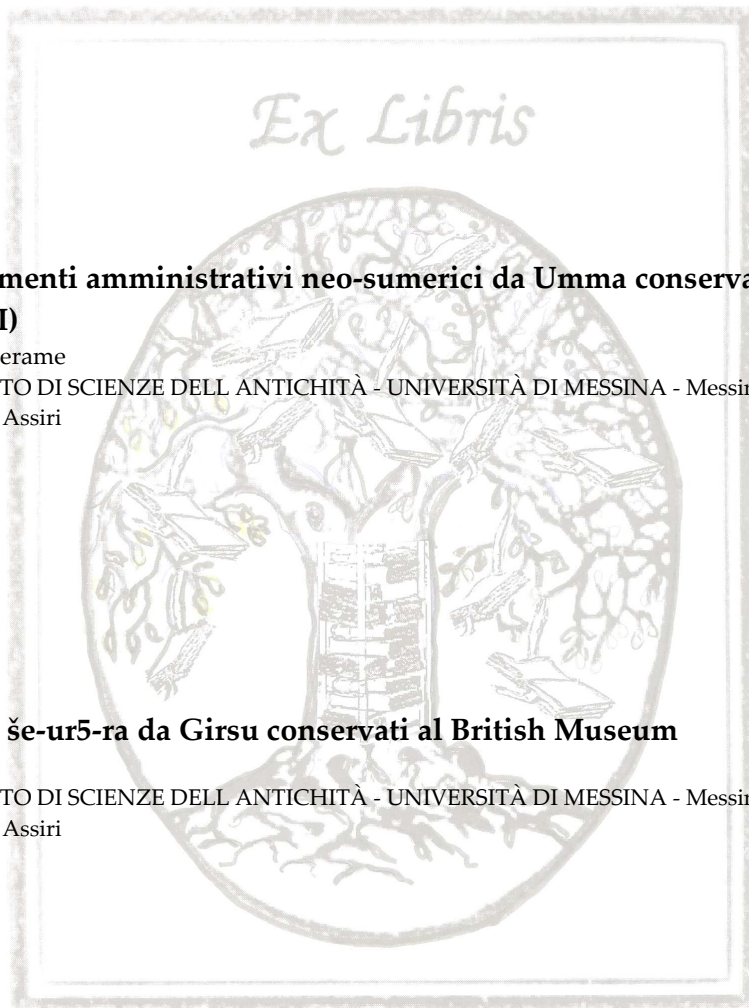 Ex Libris
menti amministrativi neo-sumerici da Umma conserva
I)
erame
TO DI SCIENZE DELL ANTICHITÀ - UNIVERSITÀ DI MESSINA - Messin
Assiri
še-ur5-ra da Girsu conservati al British Museum
TO DI SCIENZE DELL ANTICHITÀ - UNIVERSITÀ DI MESSINA - Messin
Assiri